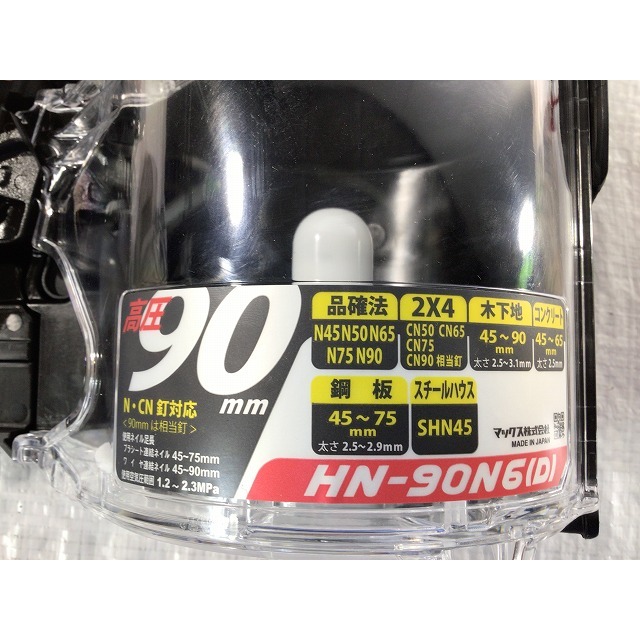 高圧
90
mm
N・CN 釘対応
<90mm は相当釘>
使用ネイル足長
プラシート連結ネイル 45〜75mm
ワイヤ連結ネイル 45〜90mm
使用空気圧範囲 1.2〜2.3MPa
品確法
N45 N50 N65
N75 N90
2X4
CN50 CN65
CN75
CN90 相当釘
木下地
45〜90
mm
太さ 2.5〜3.1mm
コンクリート
45〜65
mm
太さ 2.5mm
鋼板
45〜75
mm
太さ 2.5〜2.9mm
スチールハウス
SHN45
マックス株式会社
MADE IN JAPAN
HN-90N6(D)